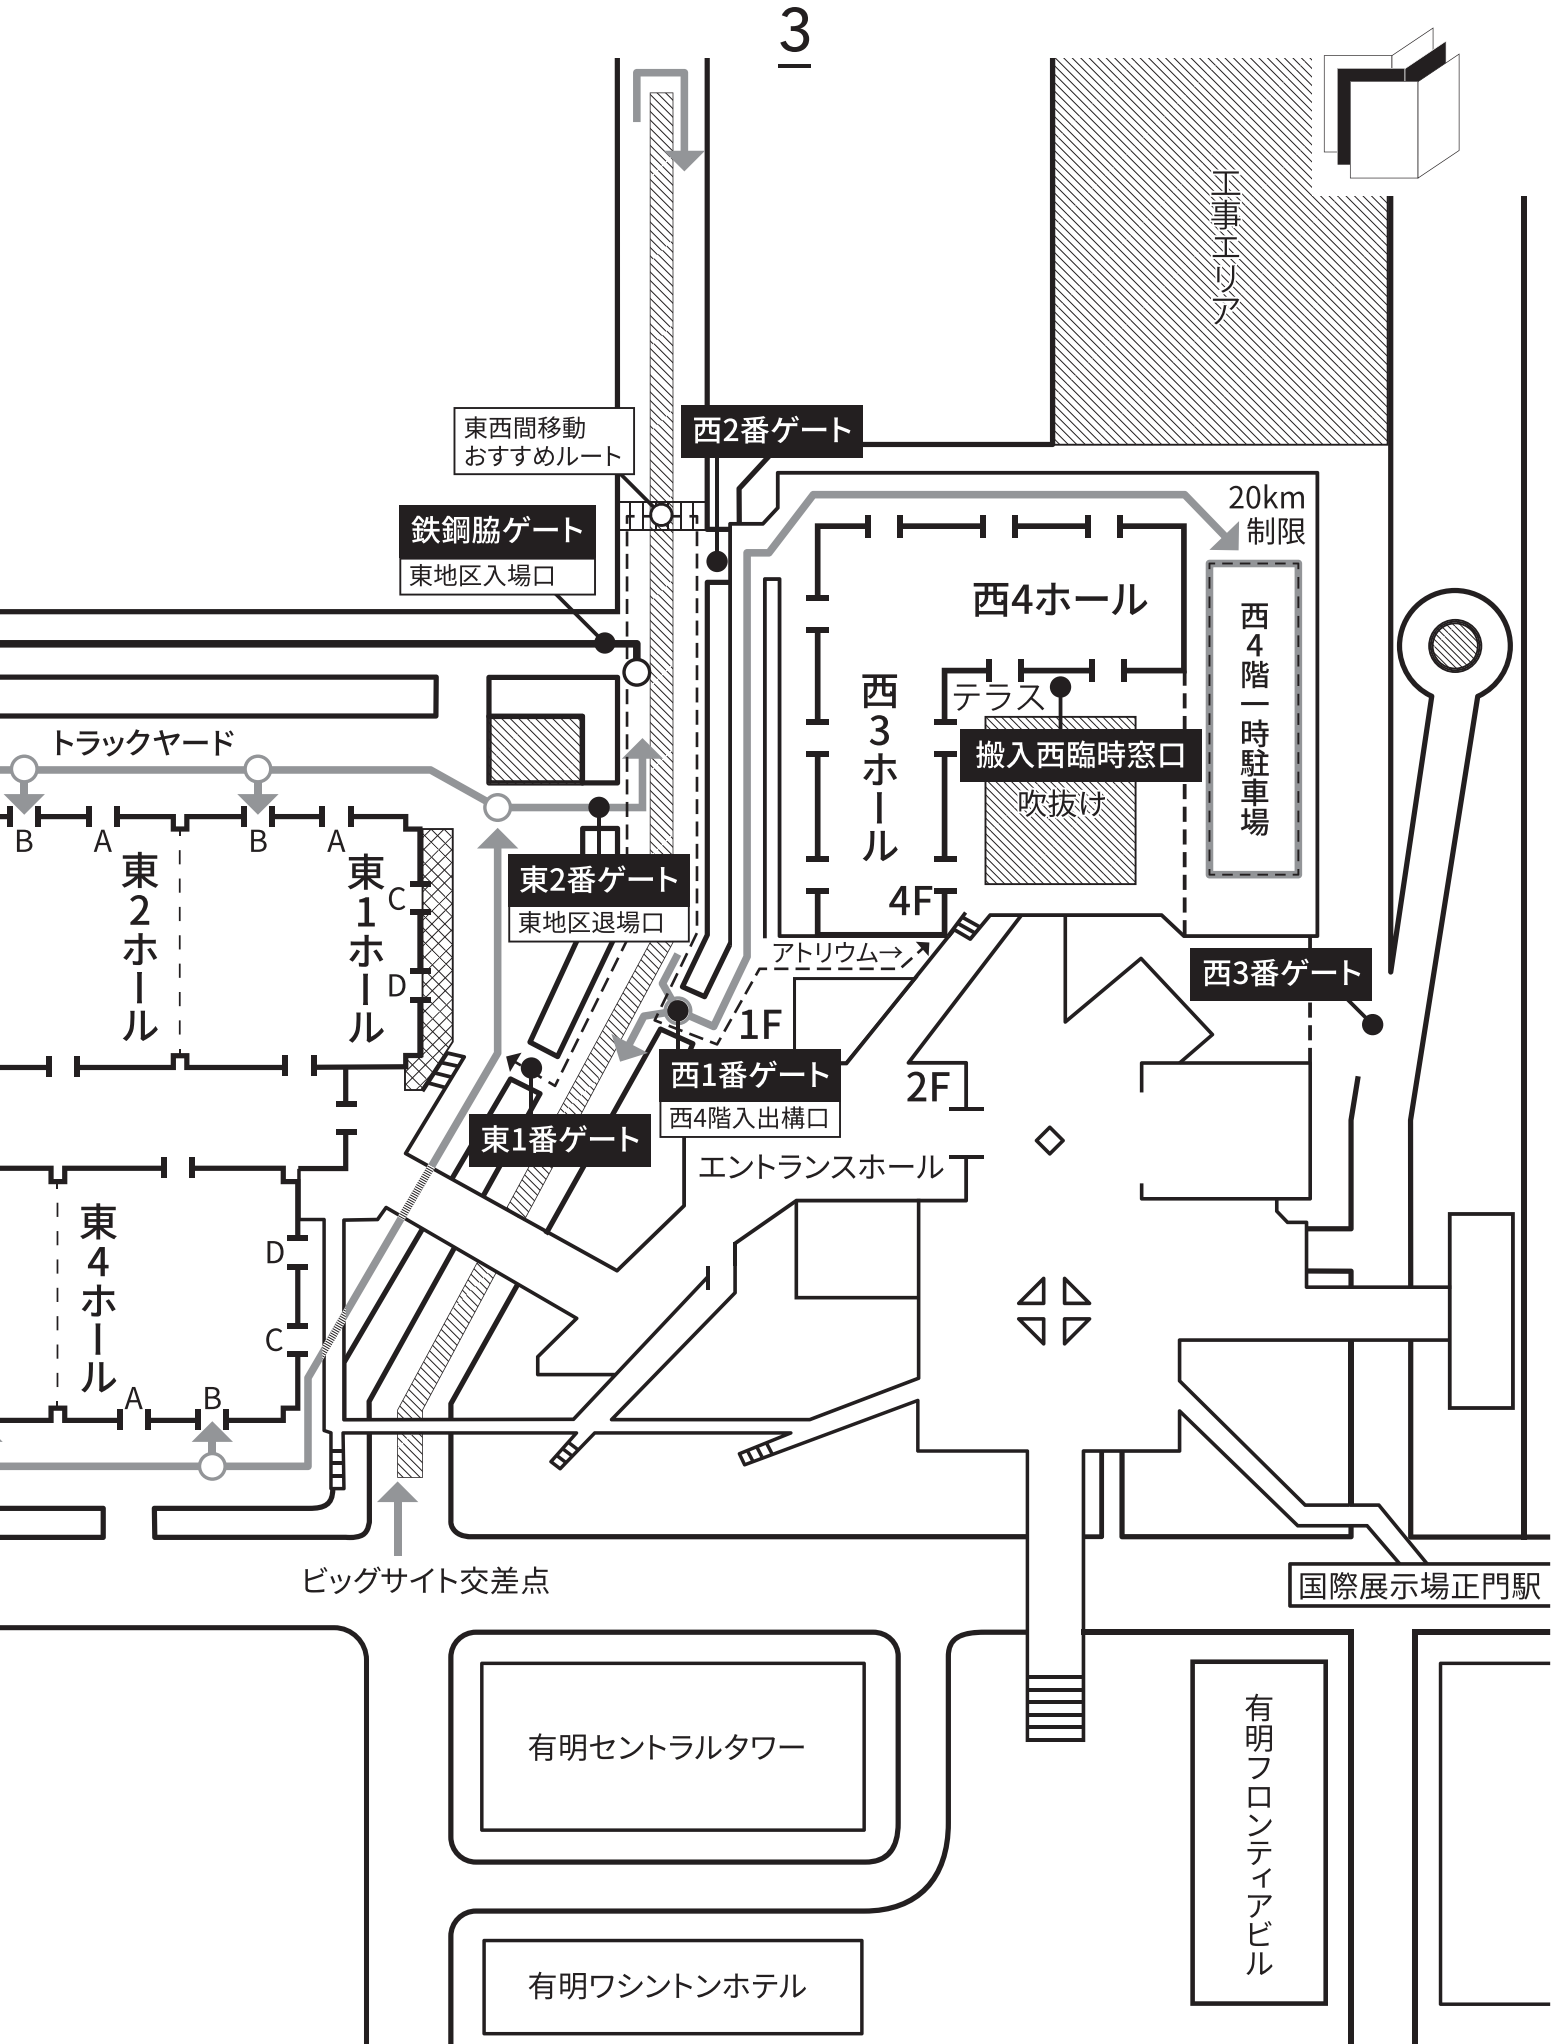 3
工事エリア
東西間移動
おすすめルート
西2番ゲート
20km
制限
鉄鋼脇ゲート
東地区入場口
西4ホール
西4階一時駐車場
テラス
西3ホール
トラックヤード
搬入西臨時窓口
吹抜け
B
A
B
A
東2ホール
東1ホール
C
D
東2番ゲート
東地区退場口
4F
アトリウム→
西3番ゲート
1F
西1番ゲート
西4階入出構口
2F
東1番ゲート
エントランスホール
東4ホール
D
C
A
B
ビッグサイト交差点
国際展示場正門駅
有明セントラルタワー
有明フロンティアビル
有明ワシントンホテル